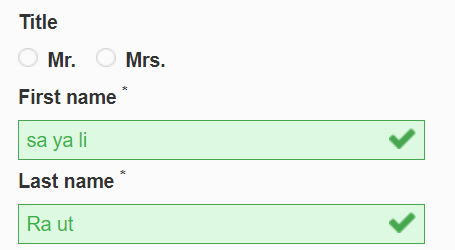 Title
Mr. Mrs.
First name *
sa ya li
Last name *
Ra ut